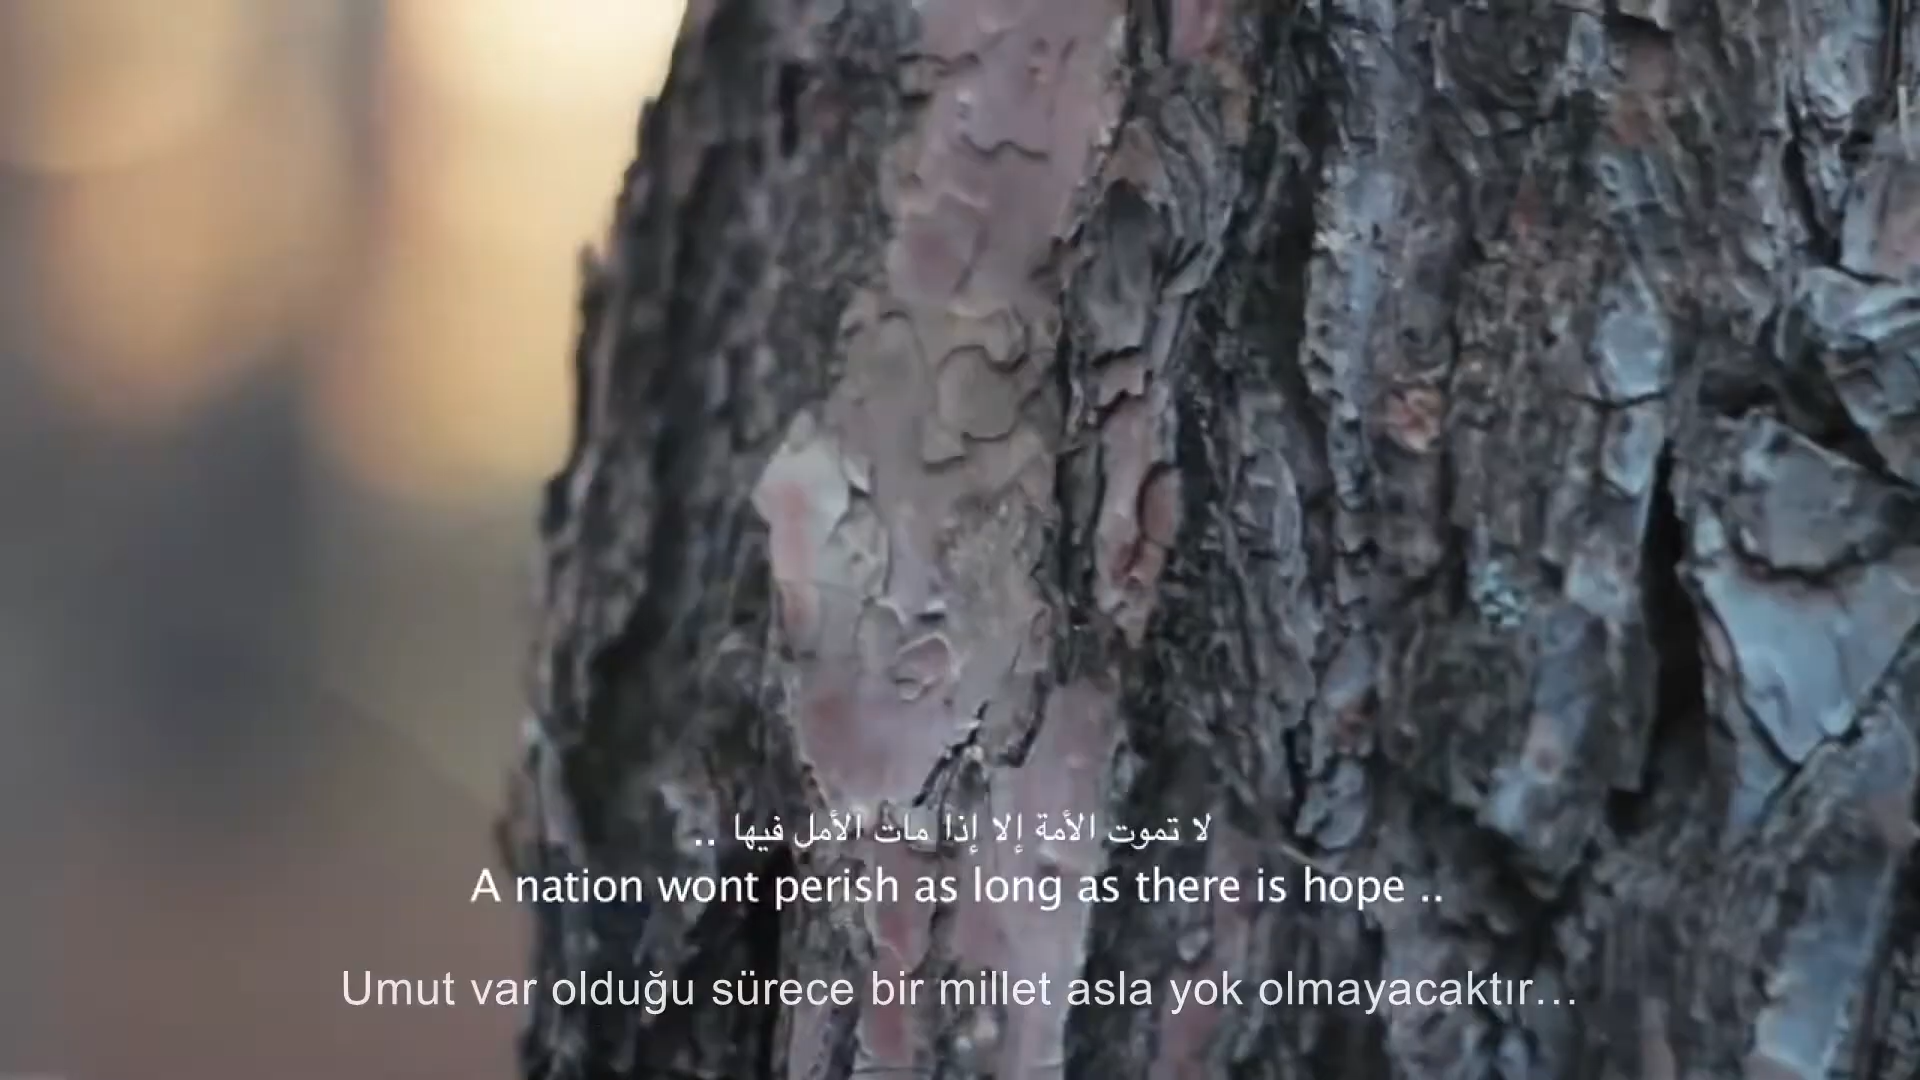 لا تموت الأمة إلا إذا مات الأمل فيها ..
A nation wont perish as long as there is hope ..
Umut var olduğu sürece bir millet asla yok olmayacaktır...